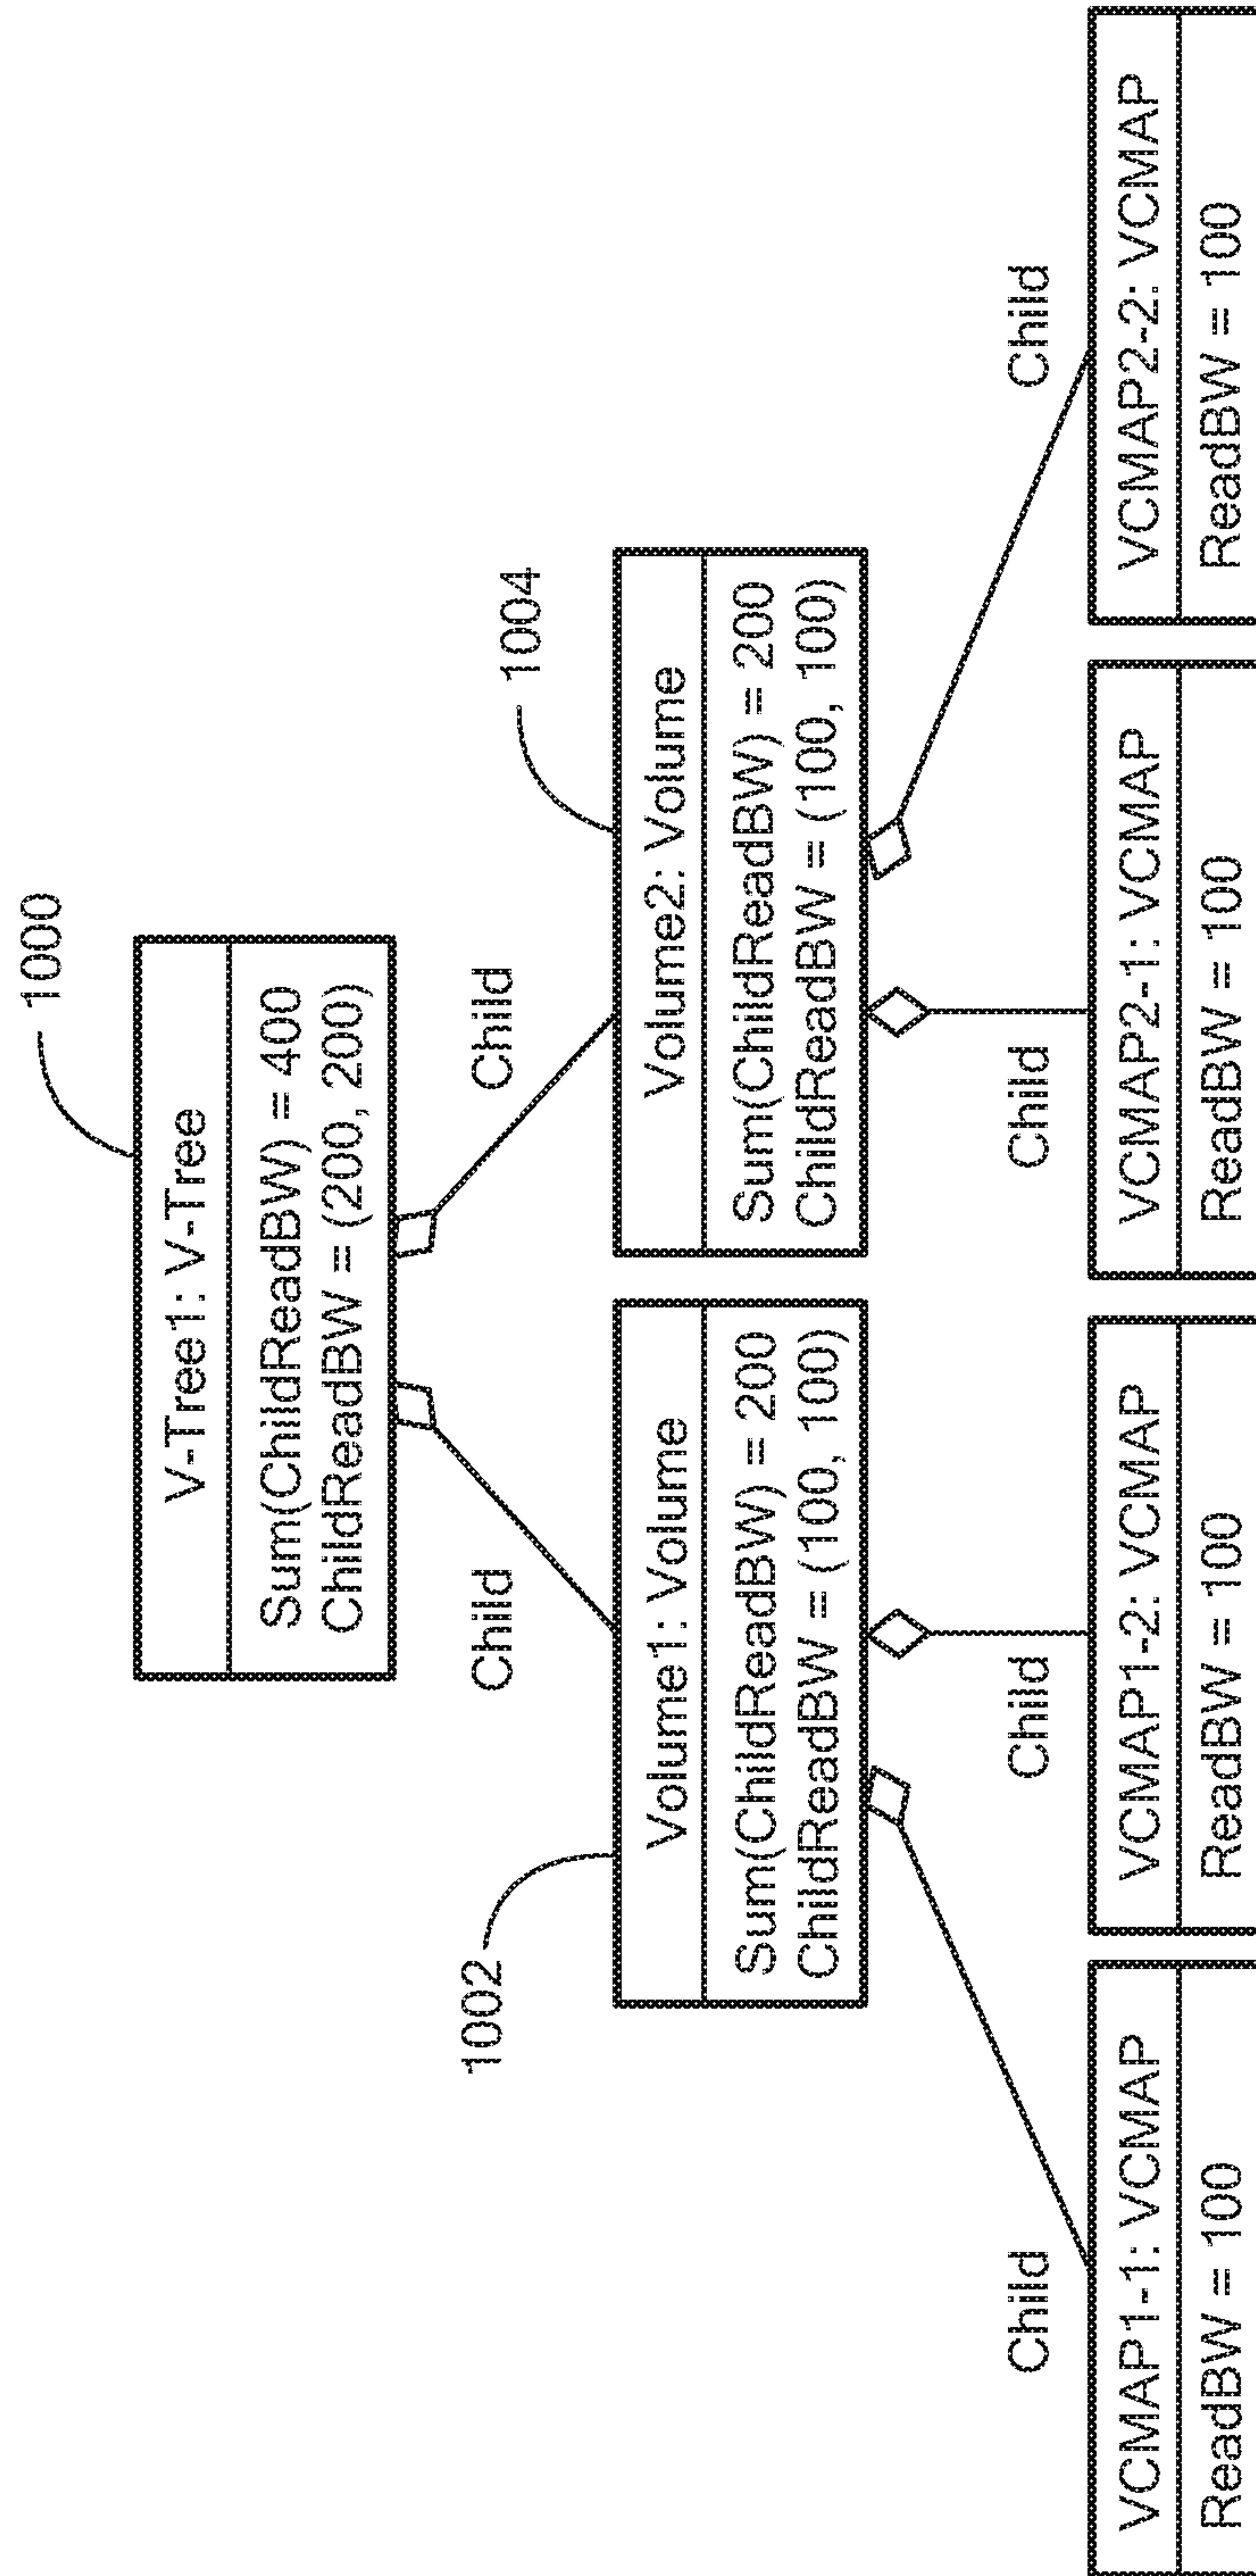 1000
V-Tree1: V-Tree
Sum(ChildReadBW) = 400
ChildReadBW = (200, 200)
Child
Child
1002
1004
Volume1: Volume
Sum(ChildReadBW) = 200
ChildReadBW = (100, 100)
Volume2: Volume
Sum(ChildReadBW) = 200
ChildReadBW = (100, 100)
Child
Child
Child
Child
VCMAP1-1: VCMAP
ReadBW = 100
VCMAP1-2: VCMAP
ReadBW = 100
VCMAP2-1: VCMAP
ReadBW = 100
VCMAP2-2: VCMAP
ReadBW = 100